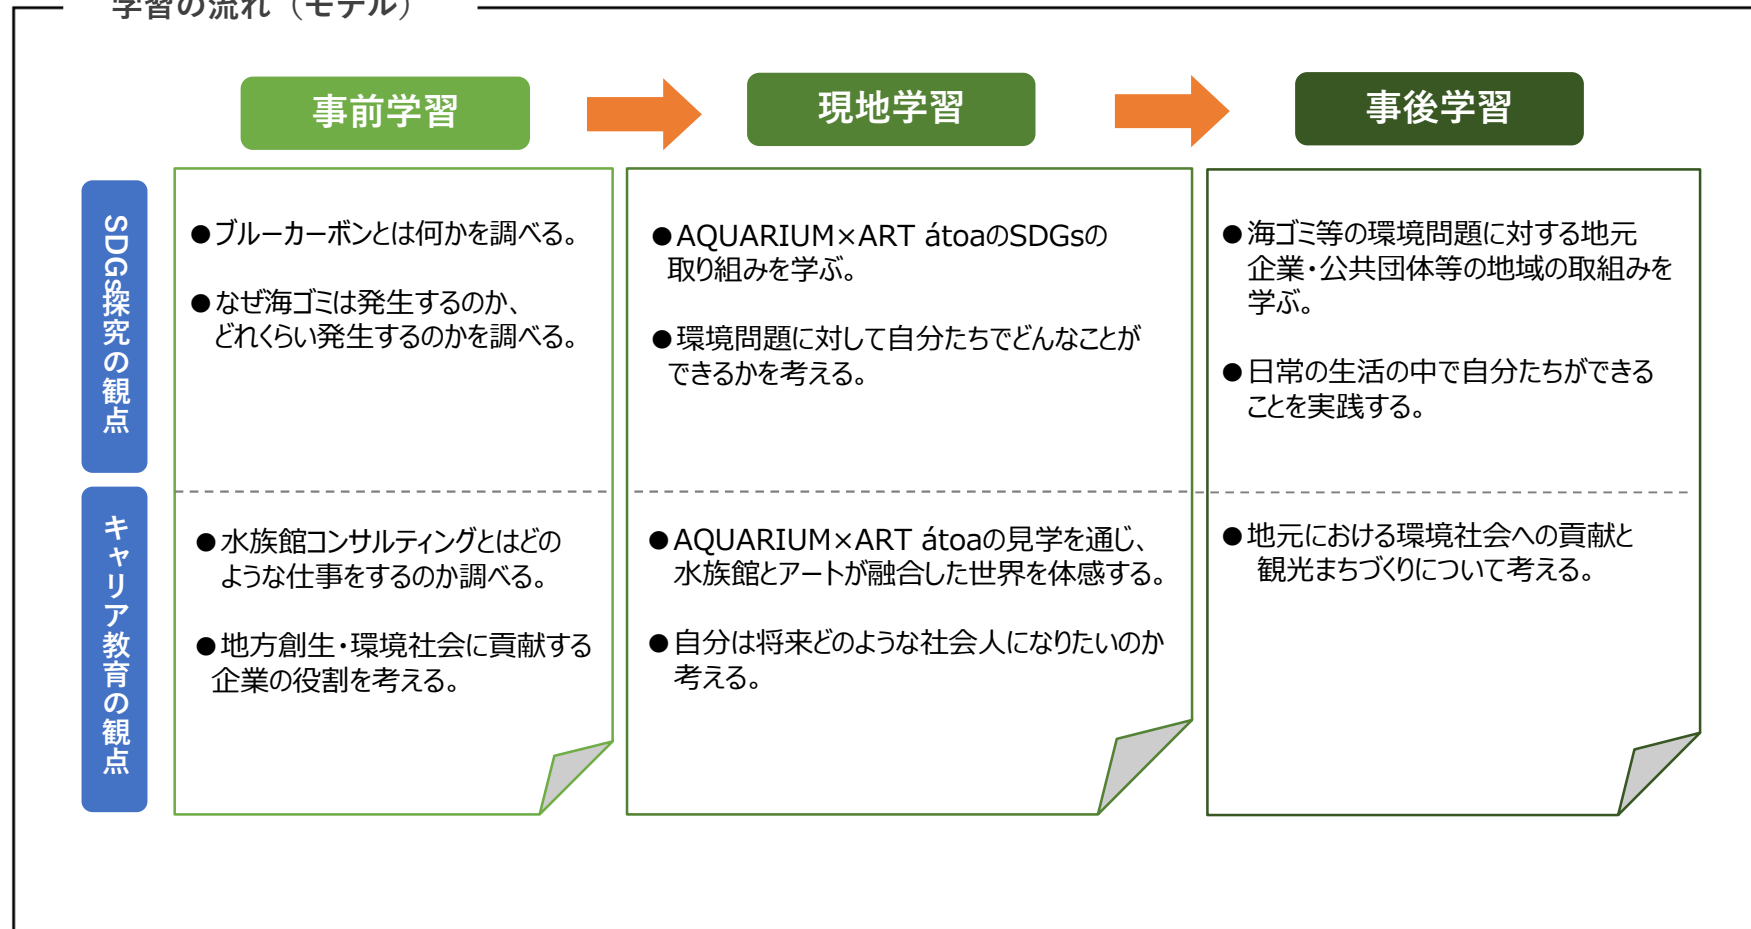 学習の流れ（モデル）
事前学習
現地学習
事後学習
SDGs探究の観点
●ブルーカーボンとは何かを調べる。
●なぜ海ゴミは発生するのか、
どれくらい発生するのかを調べる。
●AQUARIUM×ART átoaのSDGsの
取り組みを学ぶ。
●環境問題に対して自分たちでどんなことが
できるかを考える。
●海ゴミ等の環境問題に対する地元
企業・公共団体等の地域の取組みを
学ぶ。
●日常の生活の中で自分たちができる
ことを実践する。
キャリア教育の観点
●水族館コンサルティングとはどの
ような仕事をするのか調べる。
●地方創生・環境社会に貢献する
企業の役割を考える。
●AQUARIUM×ART átoaの見学を通じ、
水族館とアートが融合した世界を体感する。
●自分は将来どのような社会人になりたいのか
考える。
●地元における環境社会への貢献と
観光まちづくりについて考える。